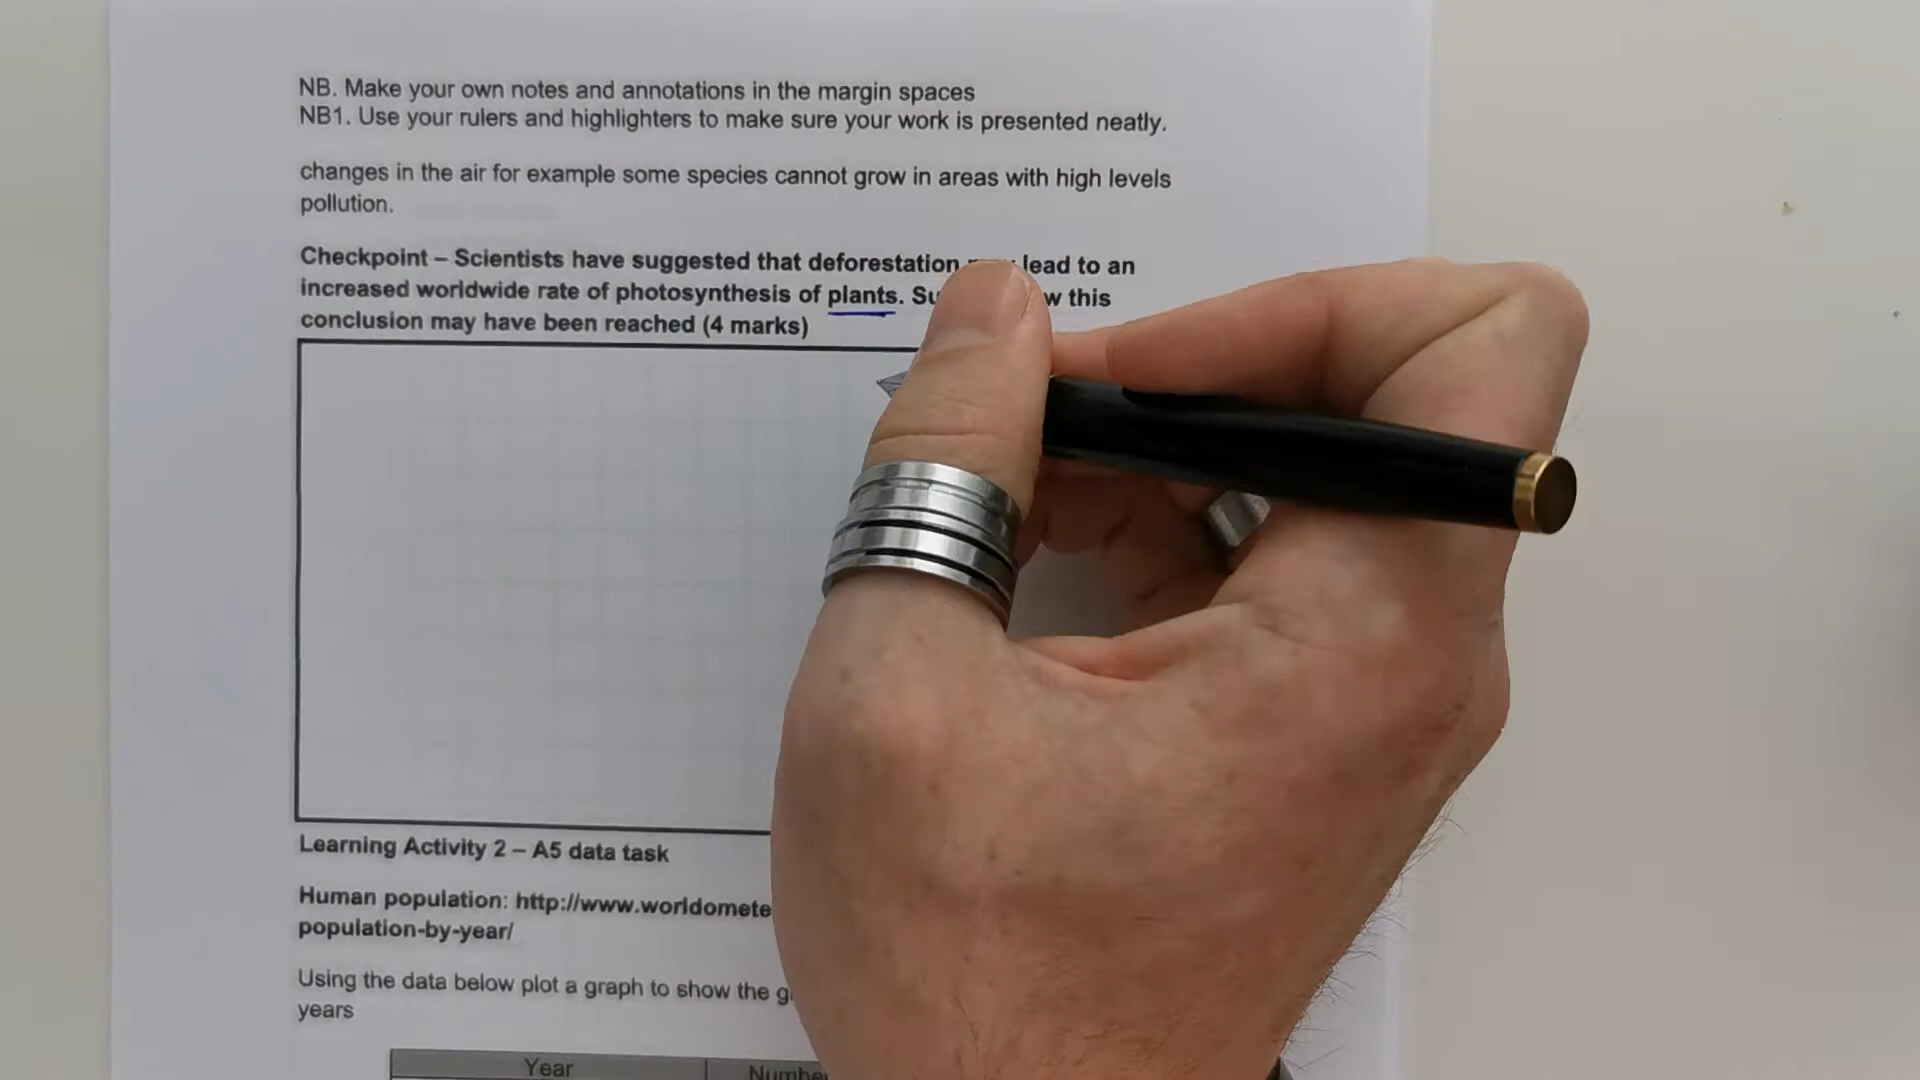 NB. Make your own notes and annotations in the margin spaces
NB1. Use your rulers and highlighters to make sure your work is presented neatly.
changes in the air for example some species cannot grow in areas with high levels
pollution.
Checkpoint – Scientists have suggested that deforestation lead to an
increased worldwide rate of photosynthesis of plants. this
conclusion may have been reached (4 marks)
Learning Activity 2 – A5 data task
Human population: http://www.worldomete
population-by-year/
Using the data below plot a graph to show the
years
Year